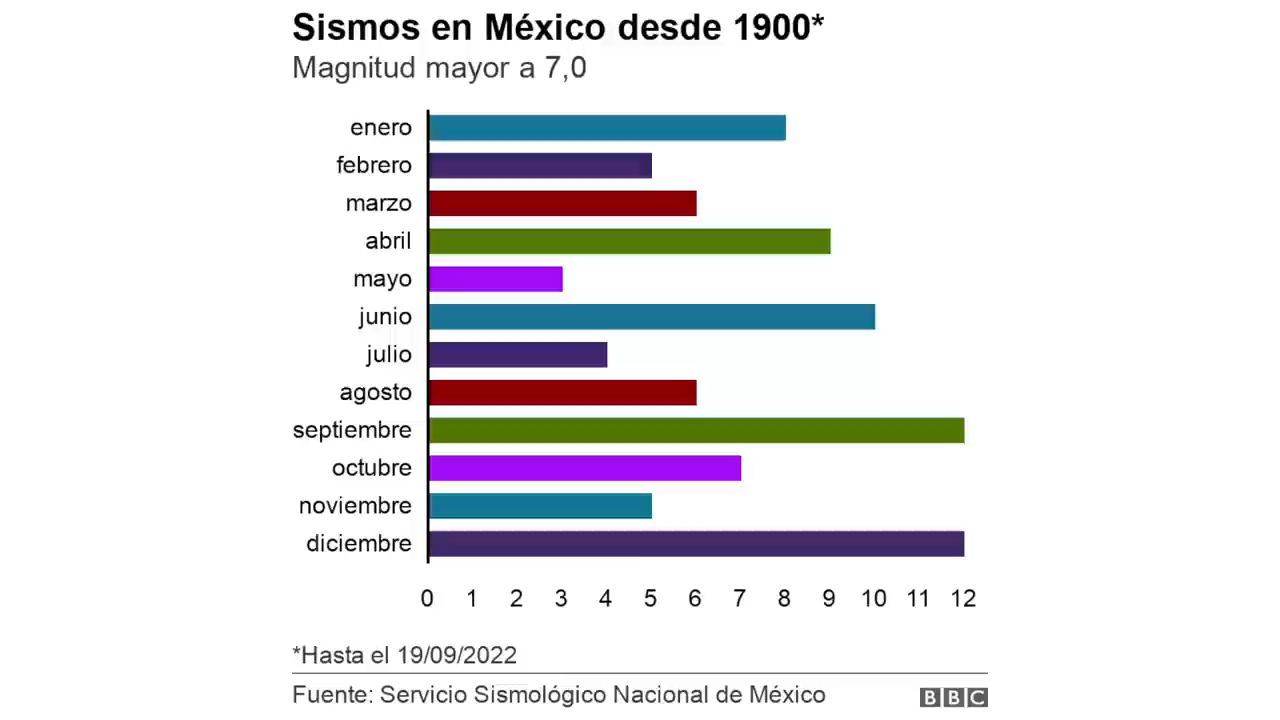 Sismos en México desde 1900*
Magnitud mayor a 7,0
enero
febrero
marzo
abril
mayo
junio
julio
agosto
septiembre
octubre
noviembre
diciembre
0 1 2 3 4 5 6 7 8 9 10 11 12
*Hasta el 19/09/2022
Fuente: Servicio Sismológico Nacional de México
BBC